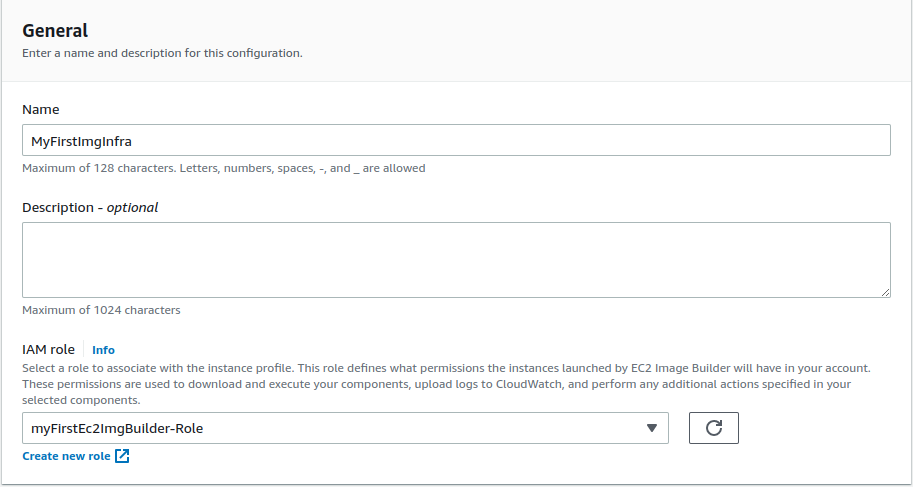 General
Enter a name and description for this configuration.
Name
MyFirstImgInfra
Maximum of 128 characters. Letters, numbers, spaces, -, and _ are allowed
Description - optional
Maximum of 1024 characters
IAM role Info
Select a role to associate with the instance profile. This role defines what permissions the instances launched by EC2 Image Builder will have in your account.
These permissions are used to download and execute your components, upload logs to CloudWatch, and perform any additional actions specified in your
selected components.
myFirstEc2ImgBuilder-Role
Create new role